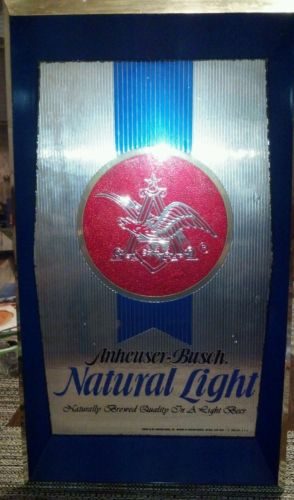 Anheuser-Busch®
Natural Light
Naturally Brewed Quality In A Light Beer